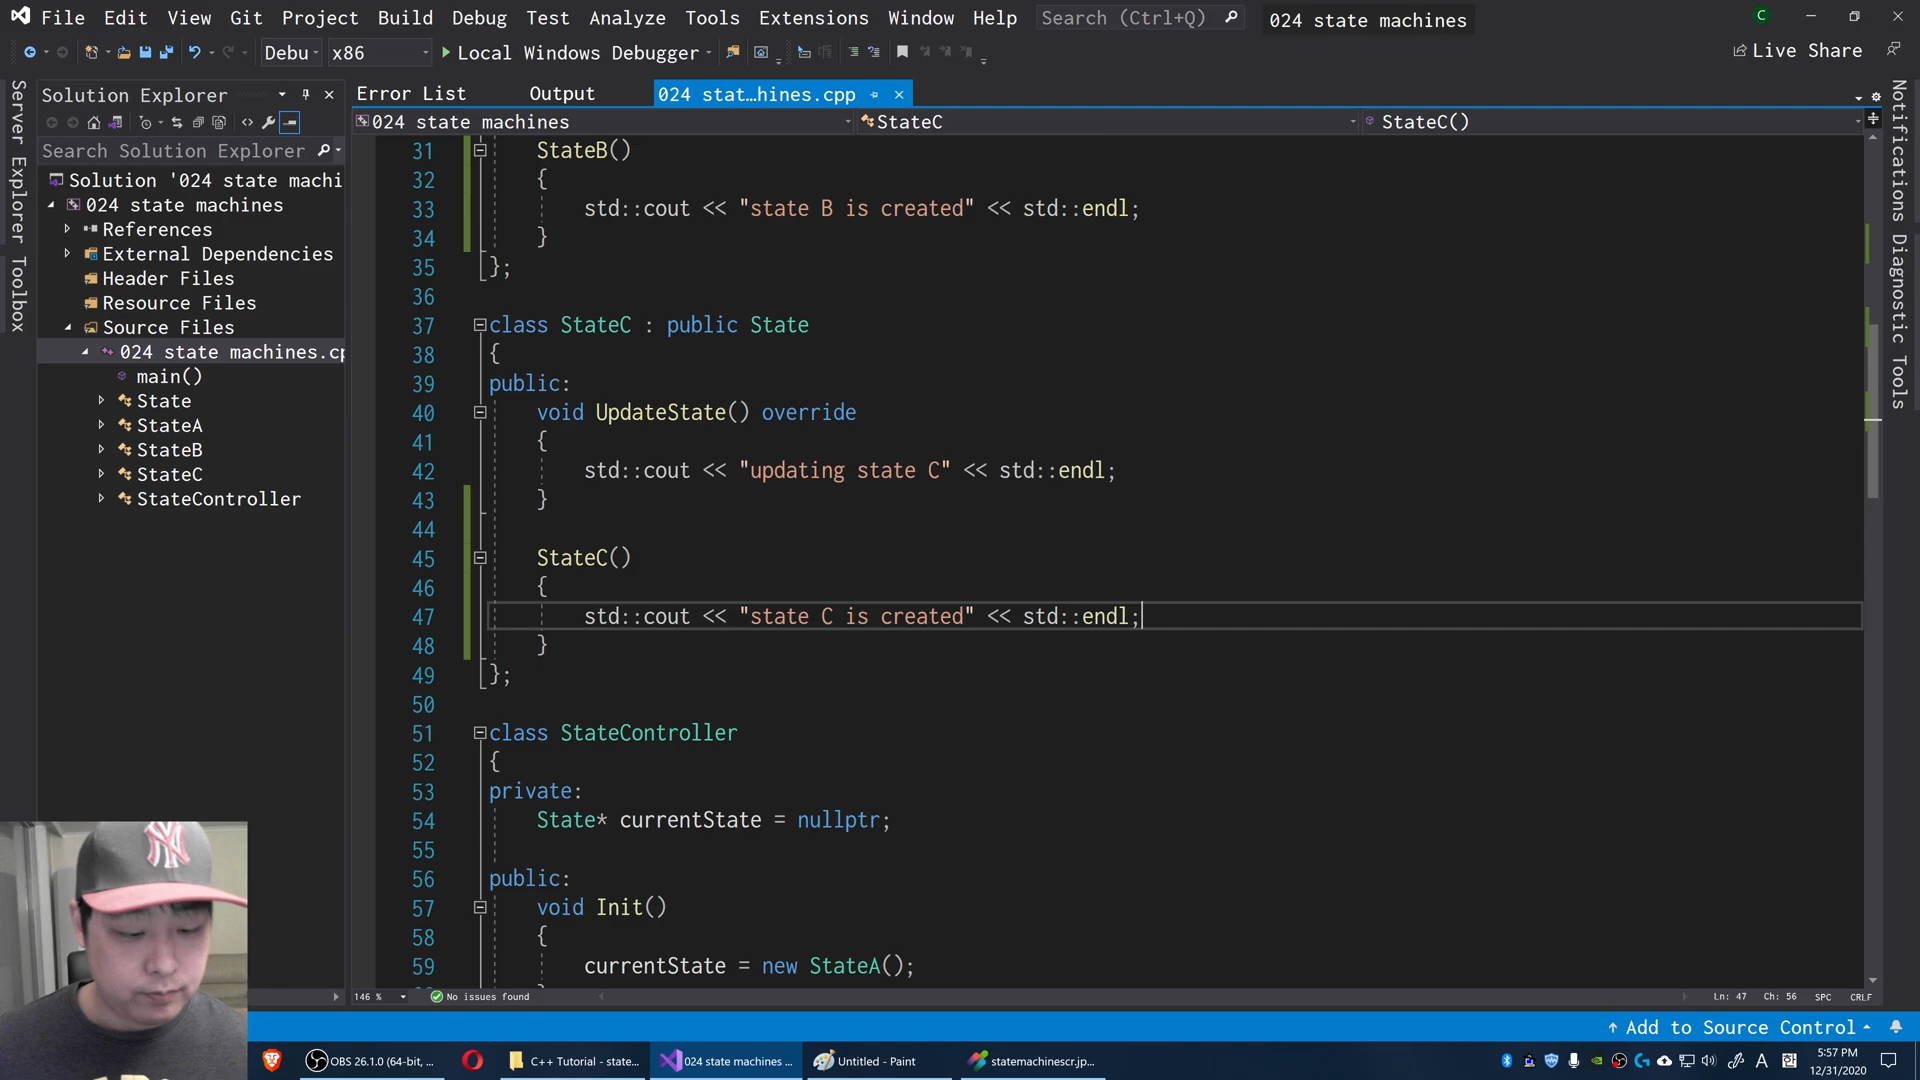 File Edit View Git Project Build Debug Test Analyze Tools Extensions Window Help Search (Ctrl+Q) 024 state machines C
Debu x86 Local Windows Debugger Live Share
Server Explorer Toolbox
Solution Explorer
Search Solution Explorer
Solution '024 state machi
024 state machines
References
External Dependencies
Header Files
Resource Files
Source Files
024 state machines.cp
main()
State
StateA
StateB
StateC
StateController
Error List Output 024 stat…hines.cpp
024 state machines StateC StateC()
31 StateB()
32 {
33 std::cout << "state B is created" << std::endl;
34 }
35 };
36
37 class StateC : public State
38 {
39 public:
40 void UpdateState() override
41 {
42 std::cout << "updating state C" << std::endl;
43 }
44
45 StateC()
46 {
47 std::cout << "state C is created" << std::endl;
48 }
49 };
50
51 class StateController
52 {
53 private:
54 State* currentState = nullptr;
55
56 public:
57 void Init()
58 {
59 currentState = new StateA();
146 % No issues found Ln: 47 Ch: 56 SPC CRLF
Notifications Diagnostic Tools
NY
Add to Source Control
OBS 26.1.0 (64-bit, ... C++ Tutorial - state... 024 state machines ... Untitled - Paint statemachinescr.jp...
A 5:57 PM
12/31/2020